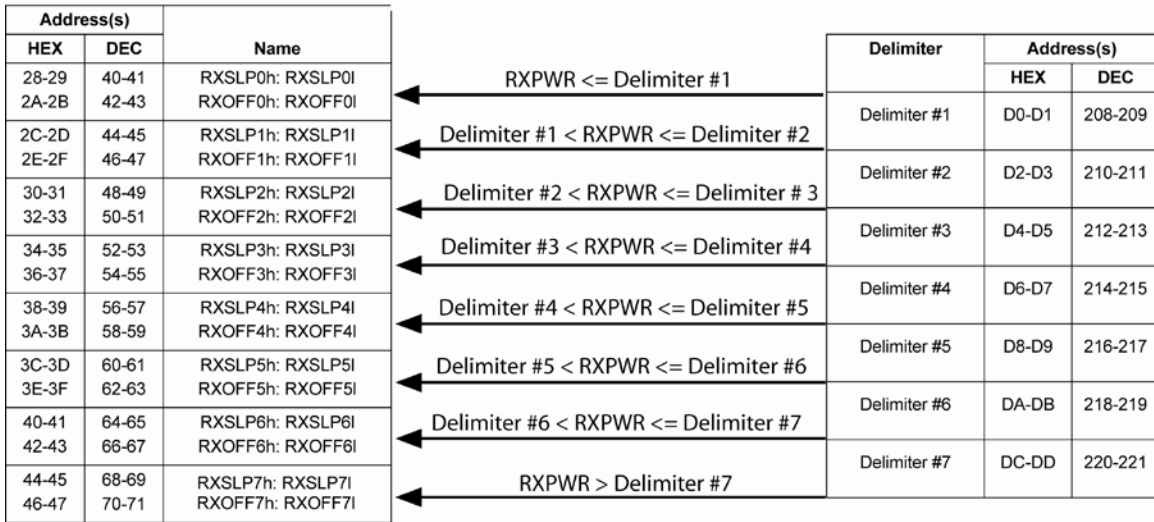 Address(s)
HEX DEC Name
28-29 40-41 RXSLP0h: RXSLP0l
2A-2B 42-43 RXOFF0h: RXOFF0l
2C-2D 44-45 RXSLP1h: RXSLP1l
2E-2F 46-47 RXOFF1h: RXOFF1l
30-31 48-49 RXSLP2h: RXSLP2l
32-33 50-51 RXOFF2h: RXOFF2l
34-35 52-53 RXSLP3h: RXSLP3l
36-37 54-55 RXOFF3h: RXOFF3l
38-39 56-57 RXSLP4h: RXSLP4l
3A-3B 58-59 RXOFF4h: RXOFF4l
3C-3D 60-61 RXSLP5h: RXSLP5l
3E-3F 62-63 RXOFF5h: RXOFF5l
40-41 64-65 RXSLP6h: RXSLP6l
42-43 66-67 RXOFF6h: RXOFF6l
44-45 68-69 RXSLP7h: RXSLP7l
46-47 70-71 RXOFF7h: RXOFF7l
RXPWR <= Delimiter #1
Delimiter #1 < RXPWR <= Delimiter #2
Delimiter #2 < RXPWR <= Delimiter # 3
Delimiter #3 < RXPWR <= Delimiter #4
Delimiter #4 < RXPWR <= Delimiter #5
Delimiter #5 < RXPWR <= Delimiter #6
Delimiter #6 < RXPWR <= Delimiter #7
RXPWR > Delimiter #7
Delimiter Address(s)
HEX DEC
Delimiter #1 D0-D1 208-209
Delimiter #2 D2-D3 210-211
Delimiter #3 D4-D5 212-213
Delimiter #4 D6-D7 214-215
Delimiter #5 D8-D9 216-217
Delimiter #6 DA-DB 218-219
Delimiter #7 DC-DD 220-221